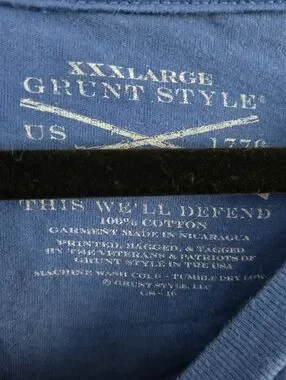 XXXLARGE
GRUNT STYLE®
US 1776
THIS WE'LL DEFEND
100% COTTON
GARMENT MADE IN NICARAGUA
PRINTED, BAGGED, & TAGGED
BY THE VETERANS & PATRIOTS OF
GRUNT STYLE IN THE USA
MACHINE WASH COLD - TUMBLE DRY LOW
© GRUNT STYLE, LLC